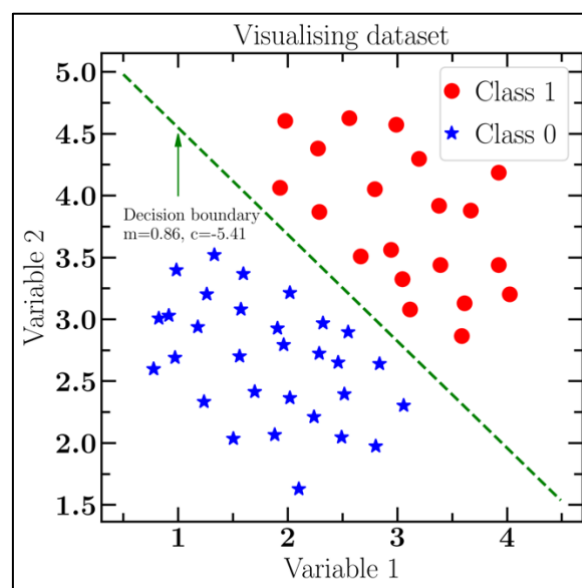 Visualising dataset
5.0
4.5
4.0
3.5
3.0
2.5
2.0
1.5
Variable 2
Class 1
Class 0
Decision boundary
m=0.86, c=-5.41
1 2 3 4
Variable 1